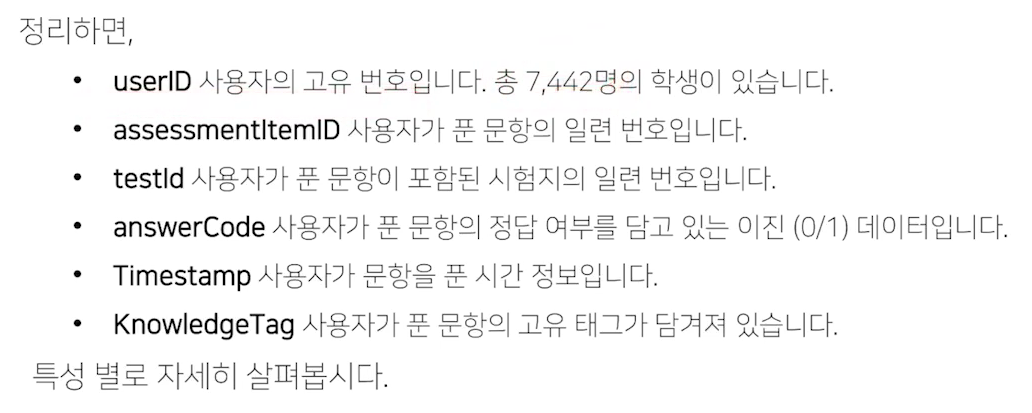 정리하면,
• userID 사용자의 고유 번호입니다. 총 7,442명의 학생이 있습니다.
• assessmentItemID 사용자가 푼 문항의 일련 번호입니다.
• testId 사용자가 푼 문항이 포함된 시험지의 일련 번호입니다.
• answerCode 사용자가 푼 문항의 정답 여부를 담고 있는 이진 (0/1) 데이터입니다.
• Timestamp 사용자가 문항을 푼 시간 정보입니다.
• KnowledgeTag 사용자가 푼 문항의 고유 태그가 담겨져 있습니다.
특성 별로 자세히 살펴봅시다.